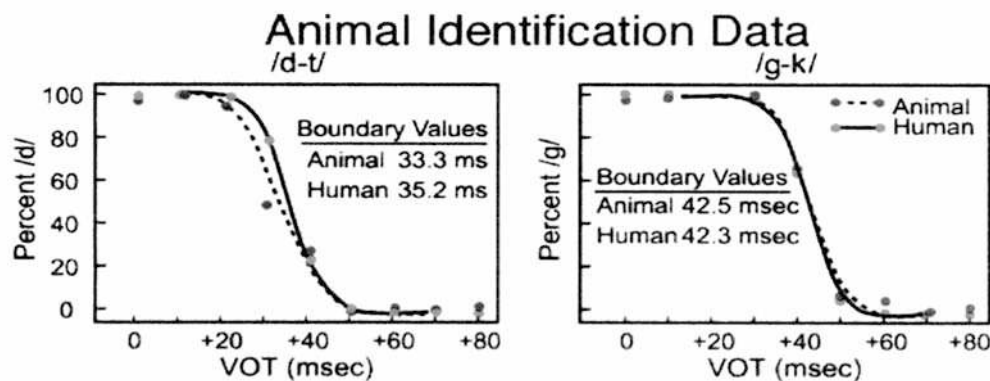 Animal Identification Data
/d-t/
Percent /d/
100
80
60
40
20
0
Boundary Values
Animal 33.3 ms
Human 35.2 ms
0 +20 +40 +60 +80
VOT (msec)
/g-k/
Percent /g/
Animal
Human
Boundary Values
Animal 42.5 msec
Human 42.3 msec
0 +20 +40 +60 +80
VOT (msec)